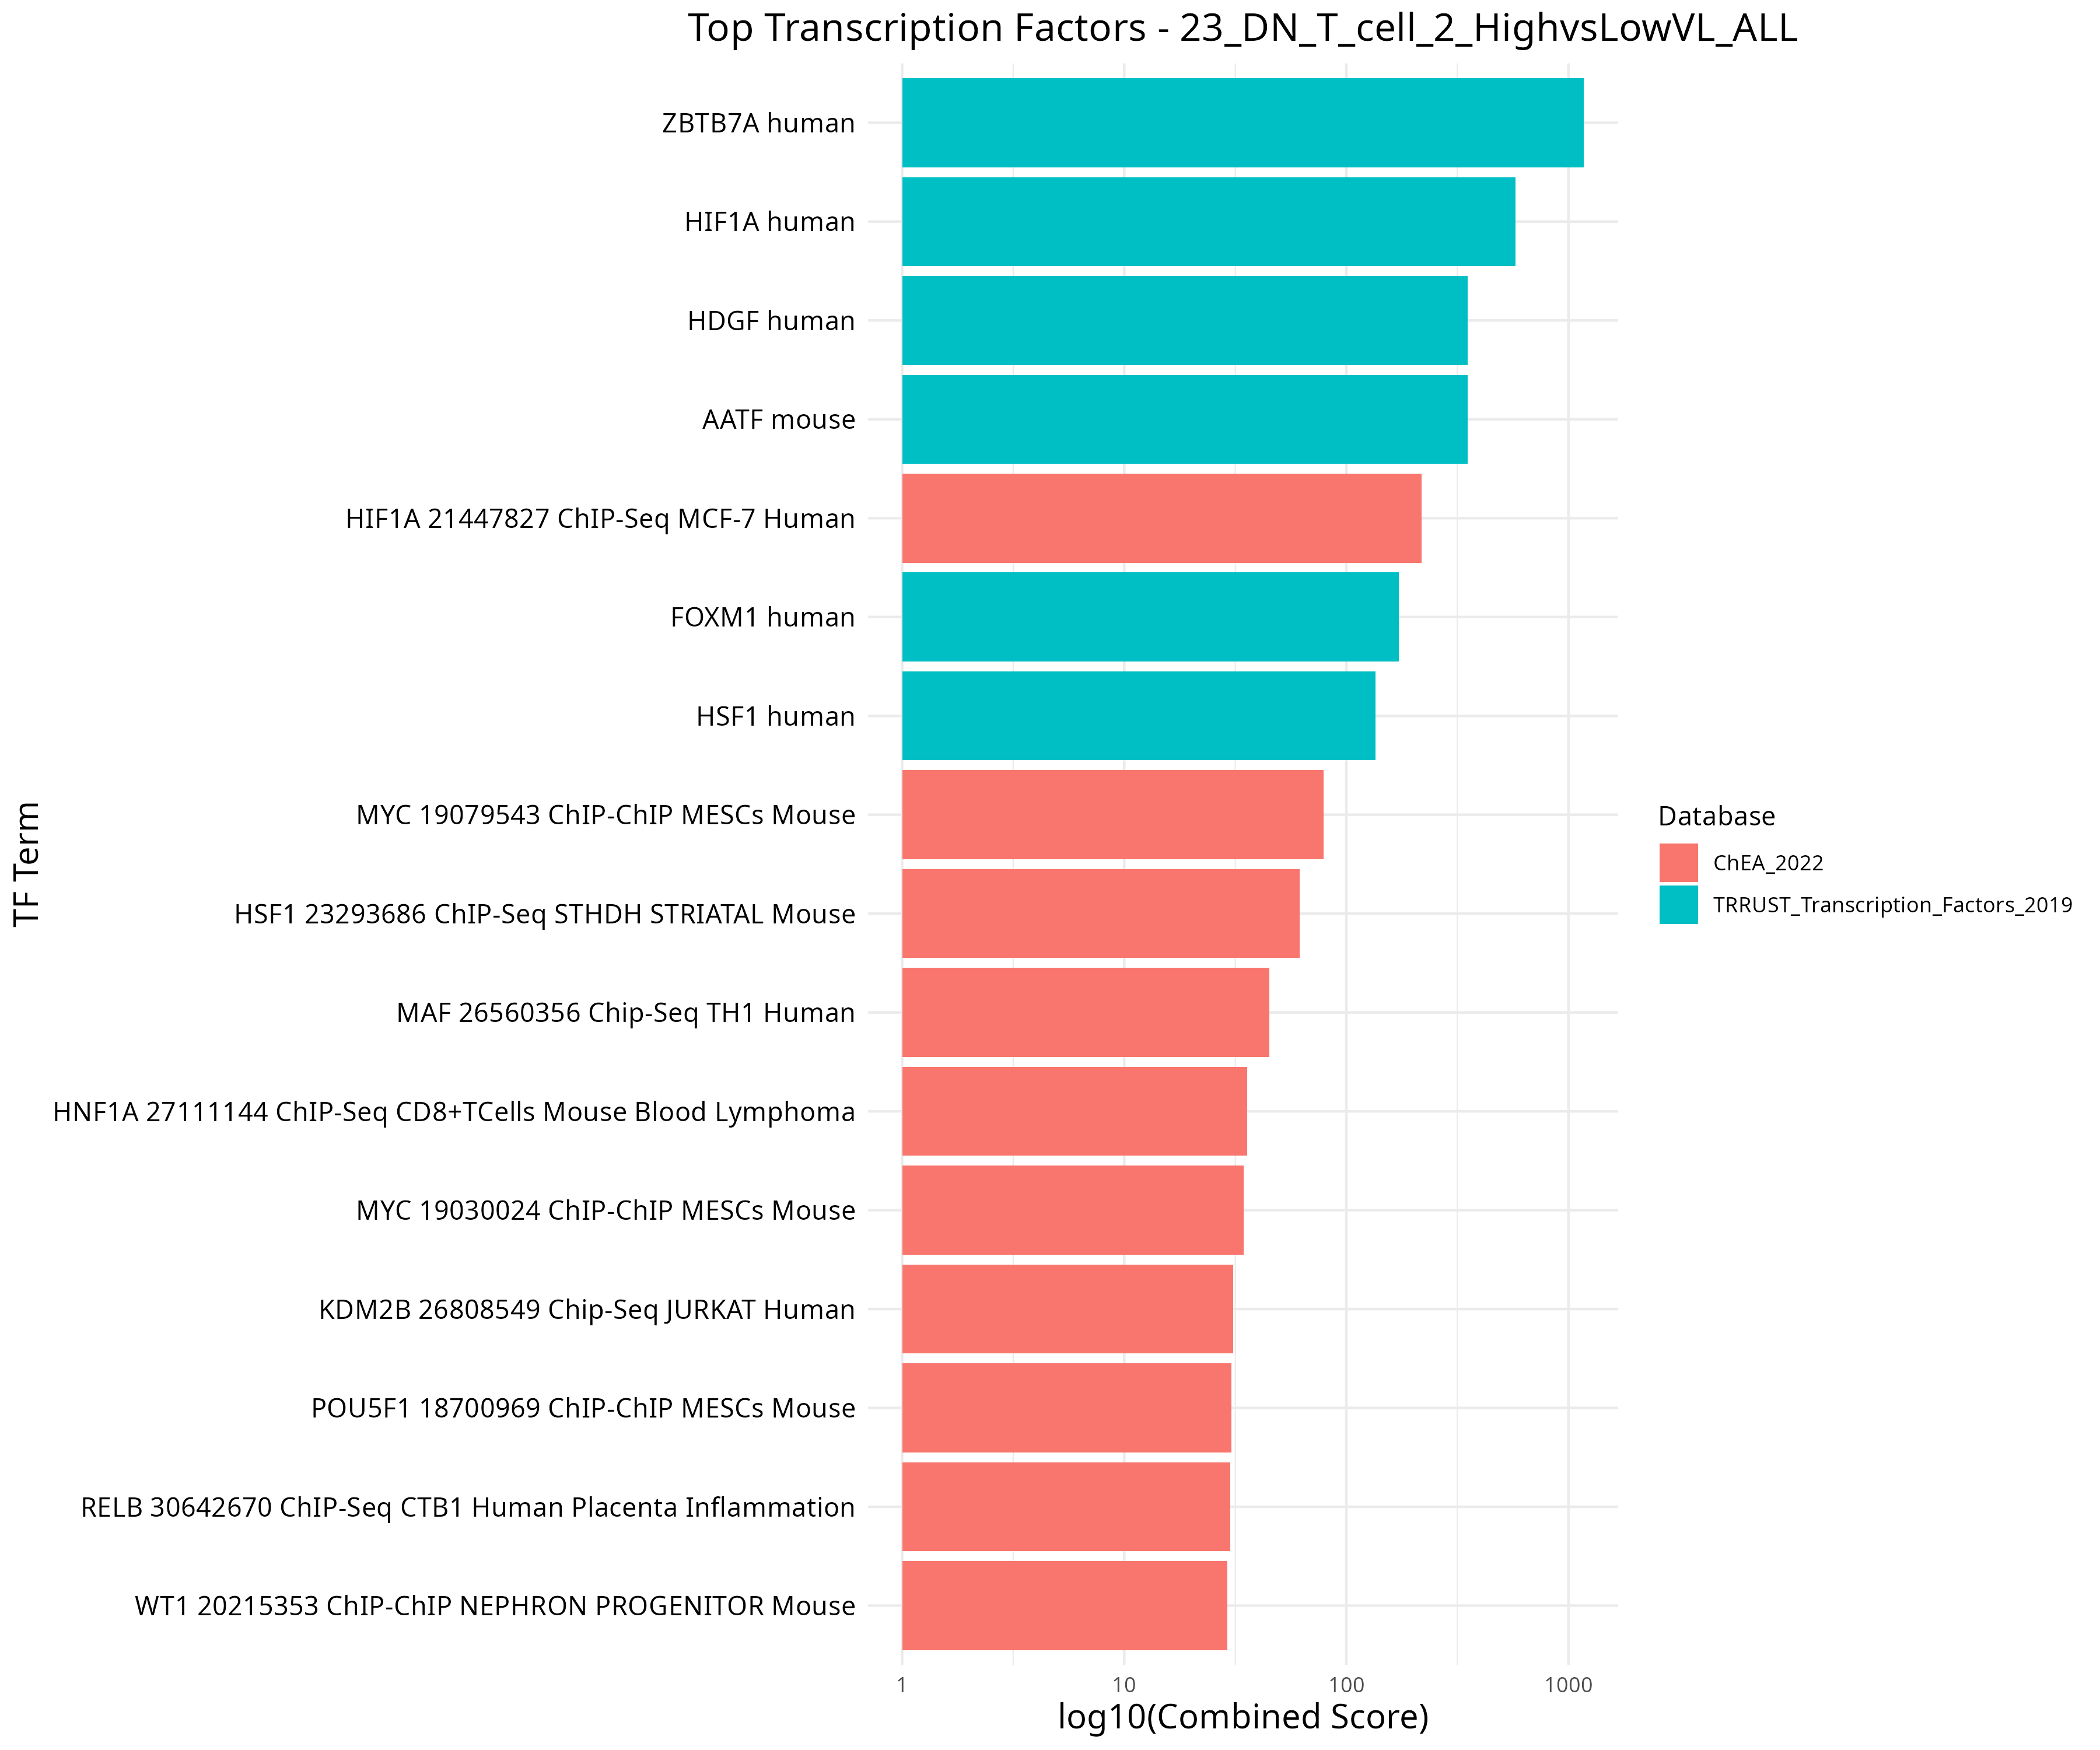 Top Transcription Factors - 23_DN_T_cell_2_HighvsLowVL_ALL
TF Term
ZBTB7A human
HIF1A human
HDGF human
AATF mouse
HIF1A 21447827 ChIP-Seq MCF-7 Human
FOXM1 human
HSF1 human
MYC 19079543 ChIP-ChIP MESCs Mouse
HSF1 23293686 ChIP-Seq STHDH STRIATAL Mouse
MAF 26560356 Chip-Seq TH1 Human
HNF1A 27111144 ChIP-Seq CD8+TCells Mouse Blood Lymphoma
MYC 19030024 ChIP-ChIP MESCs Mouse
KDM2B 26808549 Chip-Seq JURKAT Human
POU5F1 18700969 ChIP-ChIP MESCs Mouse
RELB 30642670 ChIP-Seq CTB1 Human Placenta Inflammation
WT1 20215353 ChIP-ChIP NEPHRON PROGENITOR Mouse
1 10 100 1000
log10(Combined Score)
Database
ChEA_2022
TRRUST_Transcription_Factors_2019